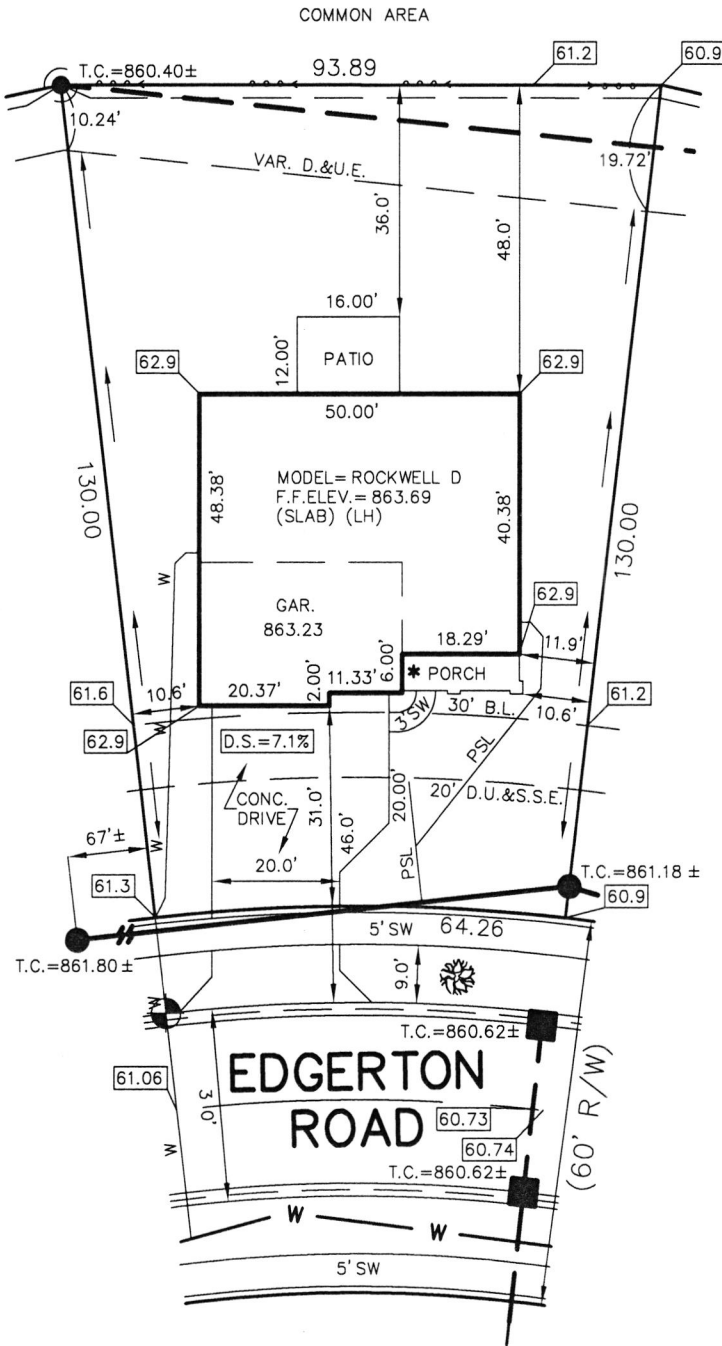 COMMON AREA
T.C.=860.40±
93.89
61.2
60.9
10.24'
19.72'
VAR. D.&U.E.
36.0'
48.0'
16.00'
12.00'
PATIO
62.9
62.9
50.00'
130.00
48.38'
MODEL= ROCKWELL D
F.F.ELEV.= 863.69
(SLAB) (LH)
40.38'
130.00
W
GAR.
863.23
62.9
18.29'
11.9'
6.00'
* PORCH
11.33'
2.00'
20.37'
61.6
10.6'
3'SW
30' B.L.
10.6'
61.2
W
62.9
D.S.=7.1%
PSL
20' D.U.&S.S.E.
CONC.
DRIVE
31.0'
46.0'
20.00'
67'±
W
20.0'
PSL
T.C.=861.18 ±
61.3
60.9
5'SW
64.26
T.C.=861.80 ±
9.0'
W
T.C.=860.62±
EDGERTON
ROAD
61.06
3.0'
60.73
60.74
(60' R/W)
W
T.C.=860.62±
W
W
5'SW